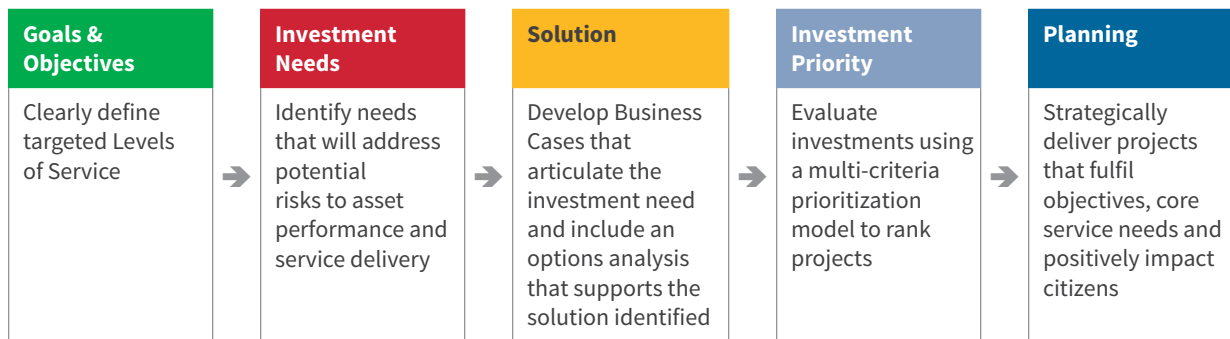 Goals &
Objectives
Clearly define
targeted Levels
of Service
Investment
Needs
Identify needs
that will address
potential
risks to asset
performance and
service delivery
Solution
Develop Business
Cases that
articulate the
investment need
and include an
options analysis
that supports the
solution identified
Investment
Priority
Evaluate
investments using
a multi-criteria
prioritization
model to rank
projects
Planning
Strategically
deliver projects
that fulfil
objectives, core
service needs and
positively impact
citizens